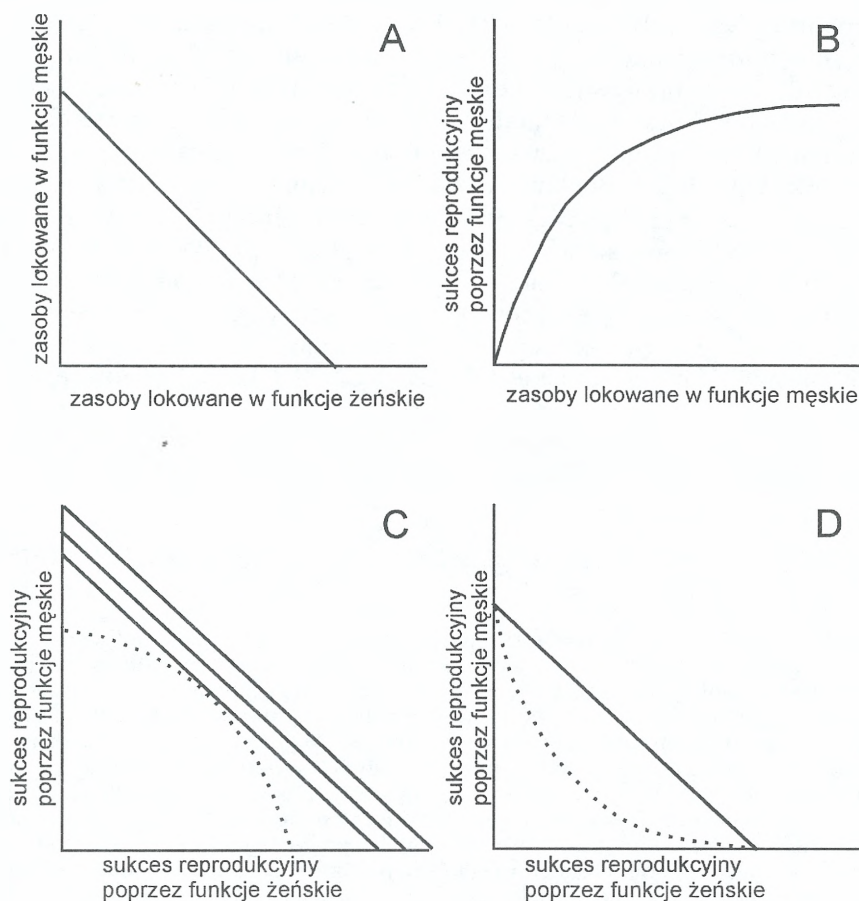 A
zasoby lokowane w funkcje męskie
zasoby lokowane w funkcje żeńskie
B
sukces reprodukcyjny
poprzez funkcje męskie
zasoby lokowane w funkcje męskie
C
sukces reprodukcyjny
poprzez funkcje męskie
sukces reprodukcyjny
poprzez funkcje żeńskie
D
sukces reprodukcyjny
poprzez funkcje męskie
sukces reprodukcyjny
poprzez funkcje żeńskie